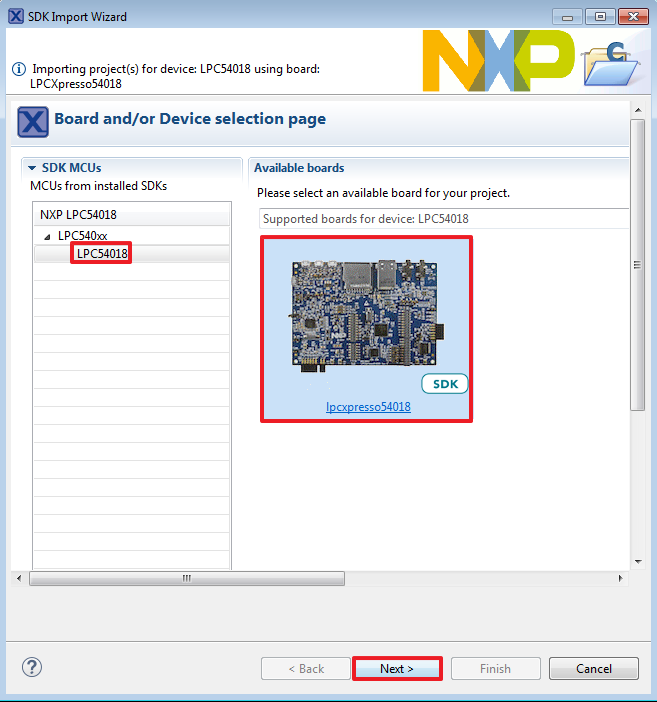 SDK Import Wizard
Importing project(s) for device: LPC54018 using board:
LPCXpresso54018
NXP
C
Board and/or Device selection page
SDK MCUs
MCUs from installed SDKs
NXP LPC54018
LPC540xx
LPC54018
Available boards
Please select an available board for your project.
Supported boards for device: LPC54018
SDK
lpcxpresso54018
?
< Back
Next >
Finish
Cancel